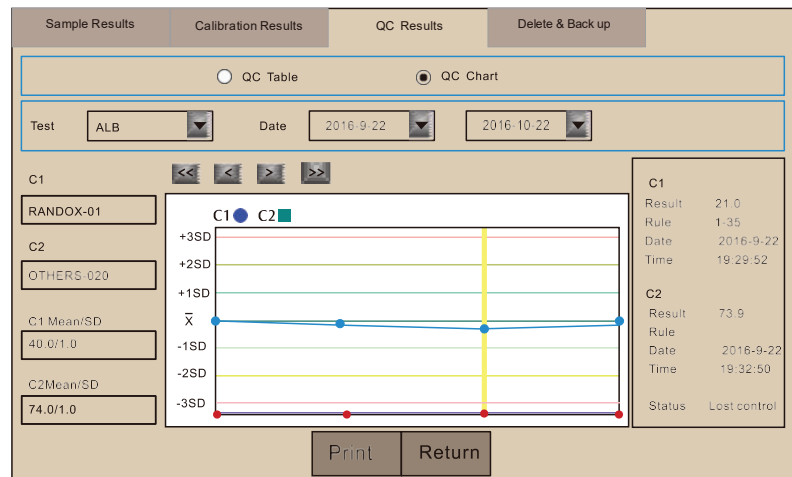 Sample Results
Calibration Results
QC Results
Delete & Back up
QC Table
QC Chart
Test
ALB
Date
2016-9-22
2016-10-22
C1
RANDOX-01
C2
OTHERS-020
C1 Mean/SD
40.0/1.0
C2Mean/SD
74.0/1.0
<< < > >>
C1 C2
+3SD
+2SD
+1SD
X̅
-1SD
-2SD
-3SD
C1
Result 21.0
Rule 1-35
Date 2016-9-22
Time 19:29:52
C2
Result 73.9
Rule
Date 2016-9-22
Time 19:32:50
Status Lost control
Print
Return